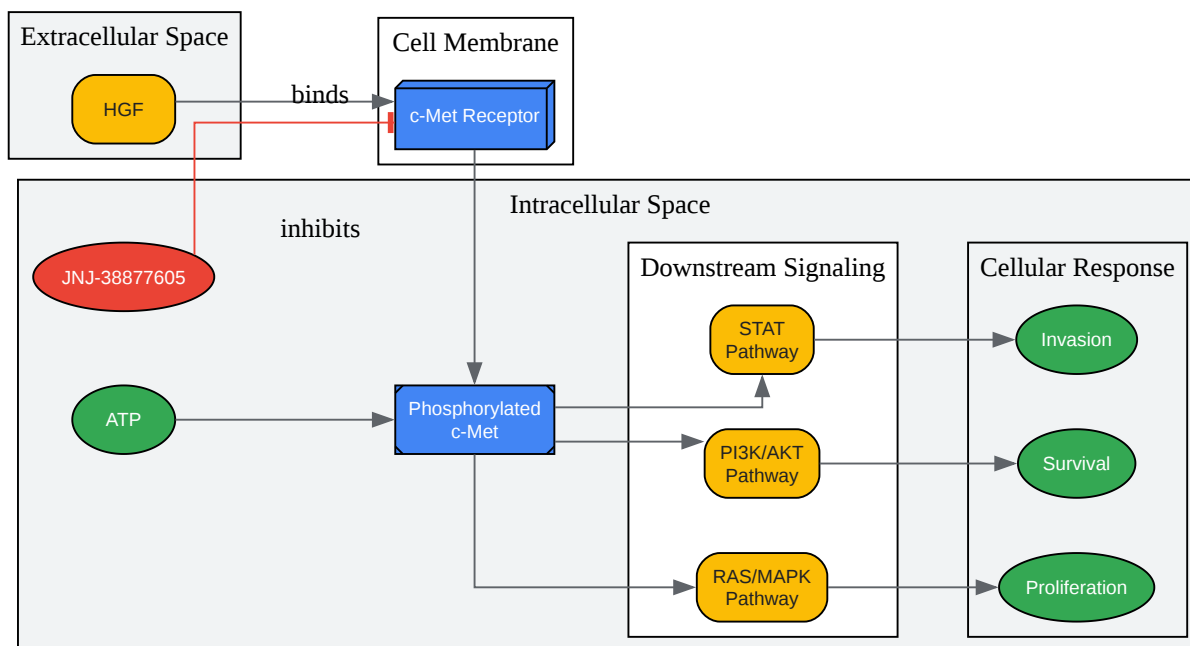 Extracellular Space
Cell Membrane
HGF
binds
c-Met Receptor
Intracellular Space
inhibits
JNJ-38877605
Downstream Signaling
Cellular Response
STAT
Pathway
Invasion
ATP
Phosphorylated
c-Met
PI3K/AKT
Pathway
Survival
RAS/MAPK
Pathway
Proliferation